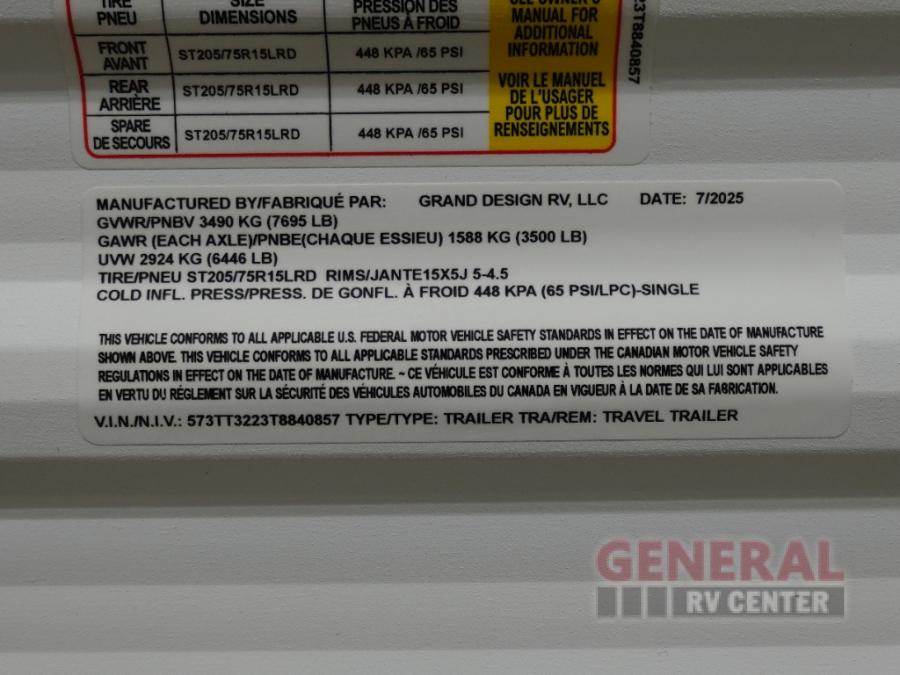 TIRE SIZE PRESSION DES SEE OWNER'S
PNEU DIMENSIONS PNEUS À FROID MANUAL FOR
ADDITIONAL
INFORMATION
FRONT
AVANT ST205/75R15LRD 448 KPA /65 PSI
REAR
ARRIÈRE ST205/75R15LRD 448 KPA /65 PSI
SPARE
DE SECOURS ST205/75R15LRD 448 KPA /65 PSI
VOIR LE MANUEL
DE L'USAGER
POUR PLUS DE
RENSEIGNEMENTS
23T8840857
MANUFACTURED BY/FABRIQUÉ PAR: GRAND DESIGN RV, LLC DATE: 7/2025
GVWR/PNBV 3490 KG (7695 LB)
GAWR (EACH AXLE)/PNBE(CHAQUE ESSIEU) 1588 KG (3500 LB)
UVW 2924 KG (6446 LB)
TIRE/PNEU ST205/75R15LRD RIMS/JANTE15X5J 5-4.5
COLD INFL. PRESS/PRESS. DE GONFL. À FROID 448 KPA (65 PSI/LPC)-SINGLE
THIS VEHICLE CONFORMS TO ALL APPLICABLE U.S. FEDERAL MOTOR VEHICLE SAFETY STANDARDS IN EFFECT ON THE DATE OF MANUFACTURE
SHOWN ABOVE. THIS VEHICLE CONFORMS TO ALL APPLICABLE STANDARDS PRESCRIBED UNDER THE CANADIAN MOTOR VEHICLE SAFETY
REGULATIONS IN EFFECT ON THE DATE OF MANUFACTURE. ~ CE VÉHICULE EST CONFORME À TOUTES LES NORMES QUI LUI SONT APPLICABLES
EN VERTU DU RÉGLEMENT SUR LA SÉCURITÉ DES VÉHICULES AUTOMOBILES DU CANADA EN VIGUEUR À LA DATE DE SA FABRICATION.
V.I.N./N.I.V.: 573TT3223T8840857 TYPE/TYPE: TRAILER TRA/REM: TRAVEL TRAILER
GENERAL
RV CENTER